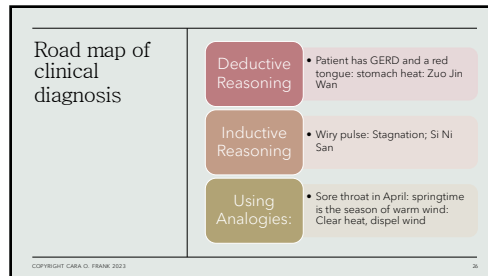 Road map of
clinical
diagnosis
Deductive
Reasoning
• Patient has GERD and a red
tongue: stomach heat: Zuo Jin
Wan
Inductive
Reasoning
• Wiry pulse: Stagnation; Si Ni
San
Using
Analogies:
• Sore throat in April: springtime
is the season of warm wind:
Clear heat, dispel wind
COPYRIGHT CARA O. FRANK 2023
26